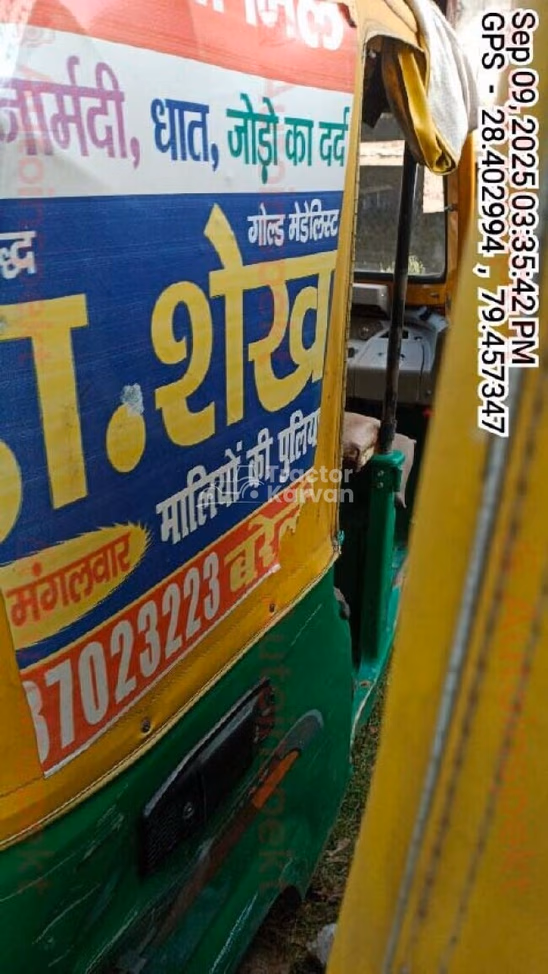 नामर्दी, धात, जोड़ो का दर्द
गोल्ड मेडेलिस्ट
डा. शेख
मालियों की पुलिया
मंगलवार
37023223 बरेली
Tractor
Karvan
Sep 09, 2025 03:35:42 PM
GPS - 28.402994 , 79.457347